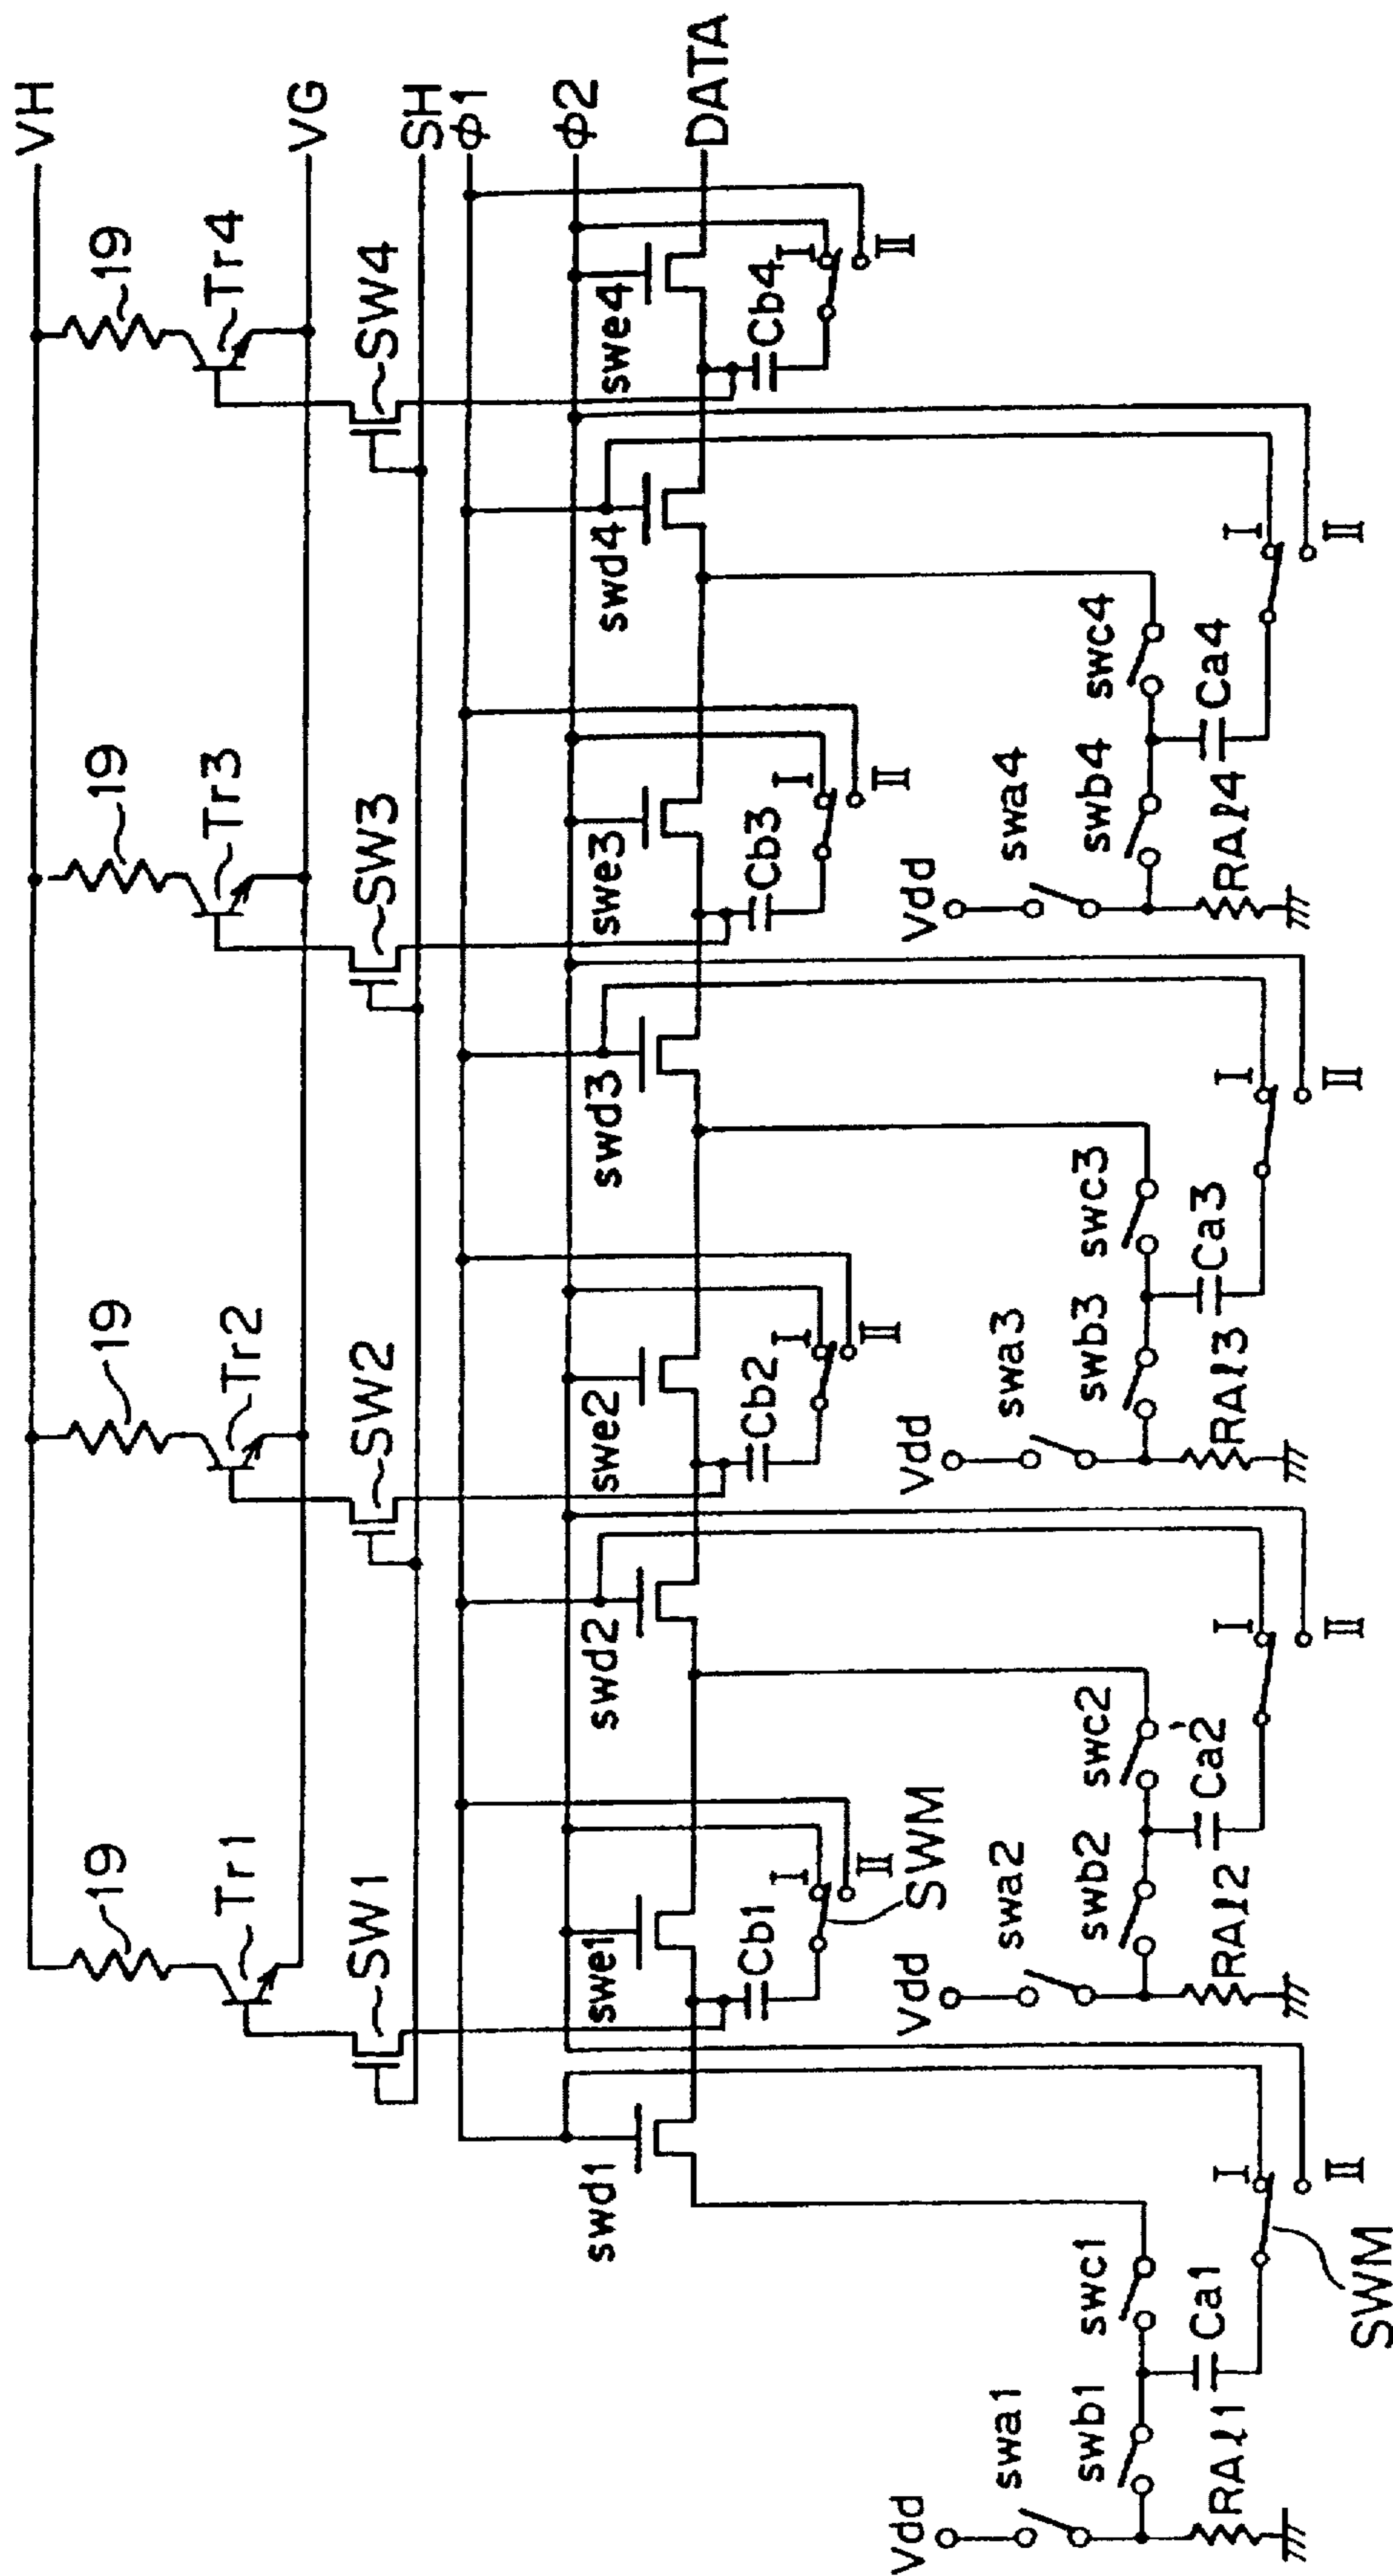 VH
19
19
19
19
Tr1
Tr2
Tr3
Tr4
VG
SW1
SW2
SW3
SW4
SH
φ1
φ2
swd1
swe1
swd2
swe2
swd3
swe3
swd4
swe4
DATA
Cb1
I
II
SWM
Cb2
I
II
Cb3
I
II
Cb4
I
II
Vdd
swa1
swb1
swc1
RAℓ1
Ca1
I
II
SWM
Vdd
swa2
swb2
swc2
RAℓ2
Ca2
I
II
Vdd
swa3
swb3
swc3
RAℓ3
Ca3
I
II
Vdd
swa4
swb4
swc4
RAℓ4
Ca4
I
II